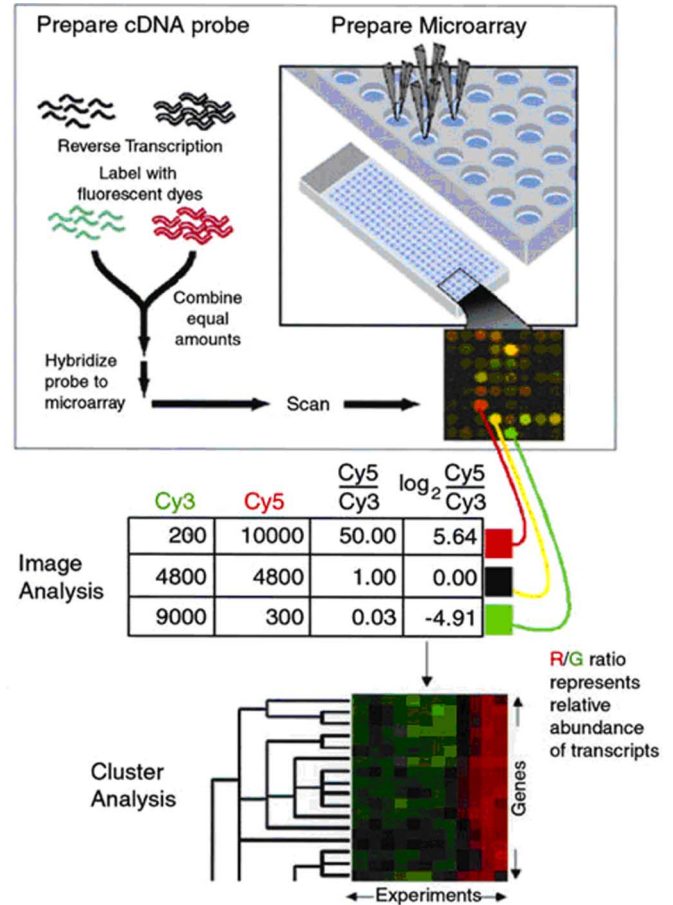 Prepare cDNA probe
Prepare Microarray
Reverse Transcription
Label with
fluorescent dyes
Combine
equal
amounts
Hybridize
probe to
microarray
Scan
Cy3
Cy5
Cy5
Cy3
log2 Cy5
Cy3
Image
Analysis
200 10000 50.00 5.64
4800 4800 1.00 0.00
9000 300 0.03 -4.91
R/G ratio
represents
relative
abundance
of transcripts
Cluster
Analysis
Genes
Experiments